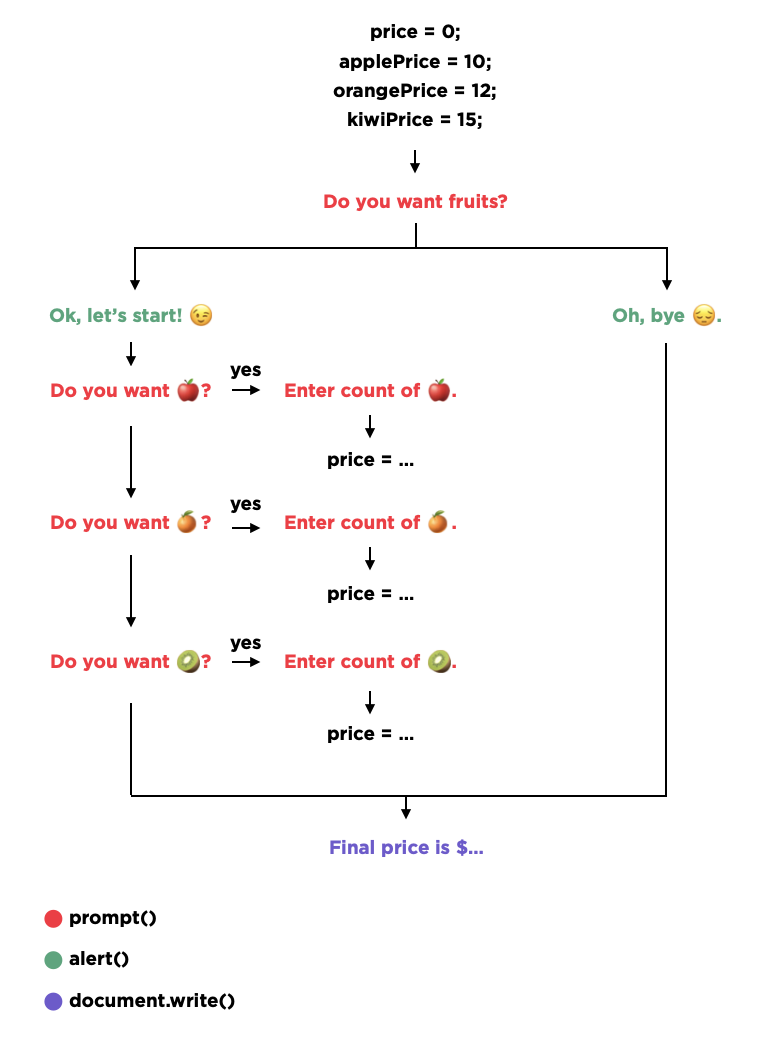 price = 0;
applePrice = 10;
orangePrice = 12;
kiwiPrice = 15;
Do you want fruits?
Ok, let’s start! 😉
Oh, bye 😔.
Do you want 🍎?
yes
Enter count of 🍎.
price = ...
Do you want 🍊?
yes
Enter count of 🍊.
price = ...
Do you want 🥝?
yes
Enter count of 🥝.
price = ...
Final price is $...
prompt()
alert()
document.write()